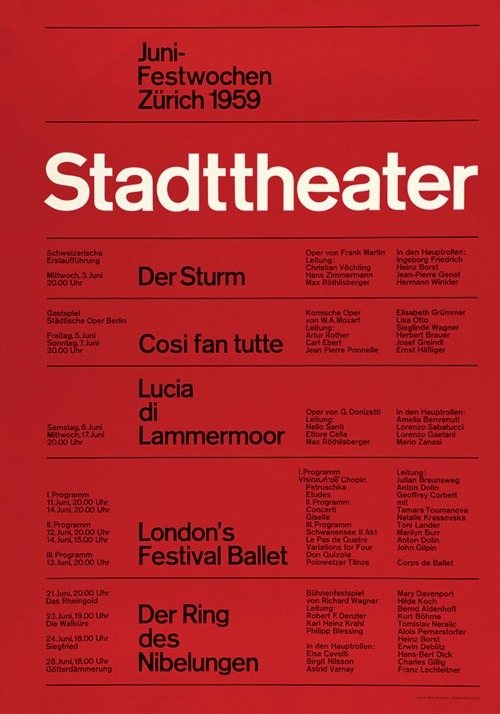 Juni-
Festwochen
Zürich 1959
Stadttheater
Schweizerische
Erstaufführung
Mittwoch, 3. Juni
20.00 Uhr
Der Sturm
Oper von Frank Martin
Leitung:
Christian Vöchting
Hans Zimmermann
Max Röthlisberger
In den Hauptrollen:
Ingeborg Friedrich
Heinz Borst
Jean-Pierre Genet
Hermann Winkler
Gastspiel
Städtische Oper Berlin
Freitag, 5. Juni
Sonntag, 7. Juni
20.00 Uhr
Cosi fan tutte
Komische Oper
von W.A. Mozart
Leitung:
Artur Rother
Carl Ebert
Jean Pierre Ponnelle
Elisabeth Grümmer
Lisa Otto
Sieglinde Wagner
Herbert Brauer
Josef Greindl
Ernst Häfliger
Samstag, 6. Juni
Mittwoch, 17. Juni
20.00 Uhr
Lucia
di
Lammermoor
Oper von G. Donizetti
Leitung:
Nello Santi
Ettore Cella
Max Röthlisberger
In den Hauptrollen:
Amelia Benvenuti
Lorenzo Sabatucci
Lorenzo Gaetani
Mario Zanasi
I. Programm
11. Juni, 20.00 Uhr
14. Juni, 20.00 Uhr
II. Programm
12. Juni, 20.00 Uhr
14. Juni, 15.00 Uhr
III. Programm
13. Juni, 20.00 Uhr
London's
Festival Ballet
I. Programm
de Chopin
Petruschka
Etudes
II. Programm
Concerti
Giselle
III. Programm
Schwanensee II. Akt
Le Pas de Quatre
Variations for Four
Don Quixote
Polowetzer Tänze
Leitung:
Julian Braunsweg
Anton Dolin
Geoffrey Corbett
mit
Tamara Toumanova
Natalie Krassovska
Toni Lander
Marilyn Burr
Anton Dolin
John Gilpin
Corps de Ballet
21. Juni, 20.00 Uhr
Das Rheingold
23. Juni, 19.00 Uhr
Die Walküre
24. Juni, 18.00 Uhr
Siegfried
28. Juni, 18.00 Uhr
Götterdämmerung
Der Ring
des
Nibelungen
Bühnenfestspiel
von Richard Wagner
Leitung:
Robert F. Denzler
Karl Heinz Krahl
Philipp Blessing
In den Hauptrollen:
Elsa Cavelti
Birgit Nilsson
Astrid Varnay
Mary Davenport
Hilde Koch
Bernd Aldenhoff
Kurt Böhme
Tomislav Neralic
Alois Pernerstorfer
Heinz Borst
Erwin Deblitz
Hans-Bert Dick
Charles Gillig
Franz Lechleitner